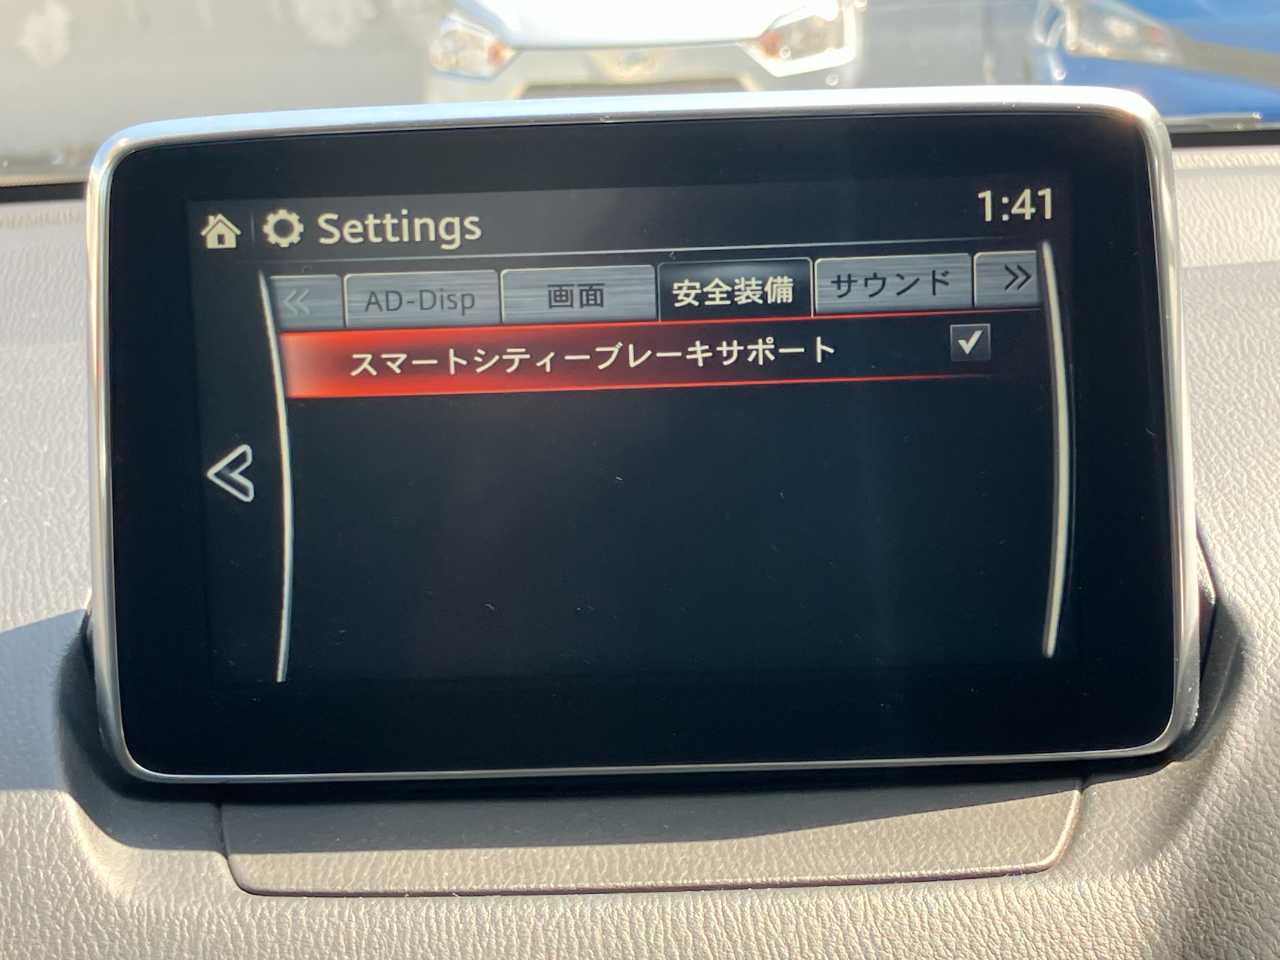 Settings
1:41
AD-Disp
画面
安全装備
サウンド
スマートシティーブレーキサポート